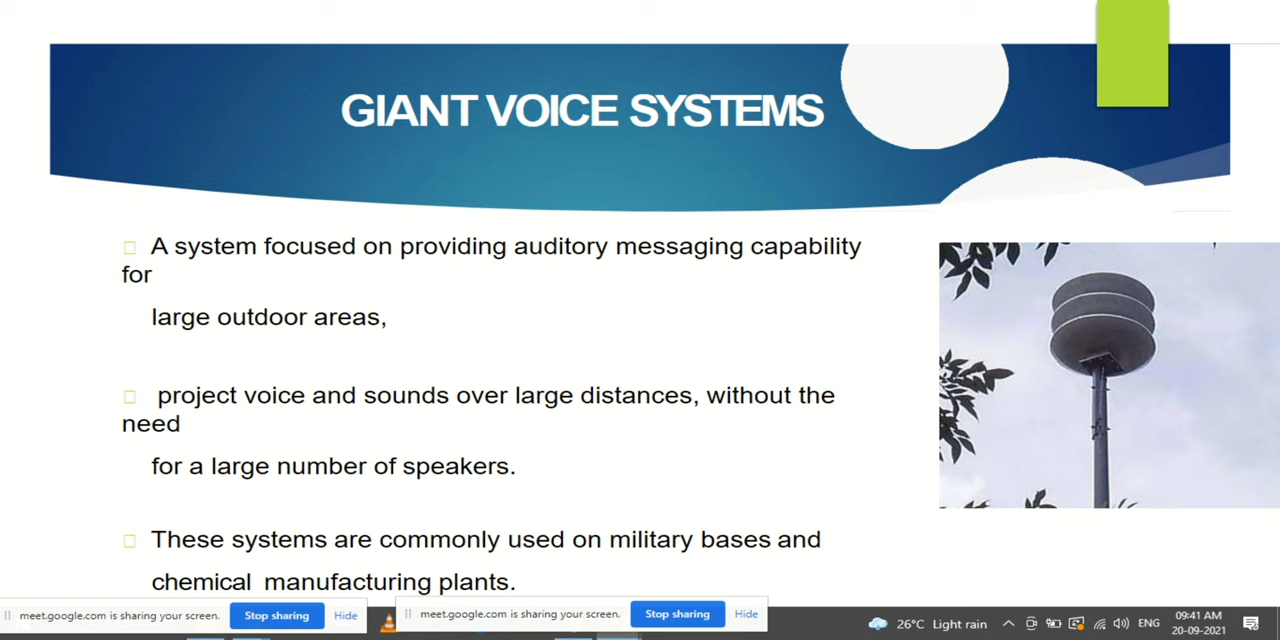 GIANT VOICE SYSTEMS
A system focused on providing auditory messaging capability
for
large outdoor areas,
project voice and sounds over large distances, without the
need
for a large number of speakers.
These systems are commonly used on military bases and
chemical manufacturing plants.
meet.google.com is sharing your screen. Stop sharing Hide
meet.google.com is sharing your screen. Stop sharing Hide
26°C Light rain
ENG
09:41 AM
20-09-2021